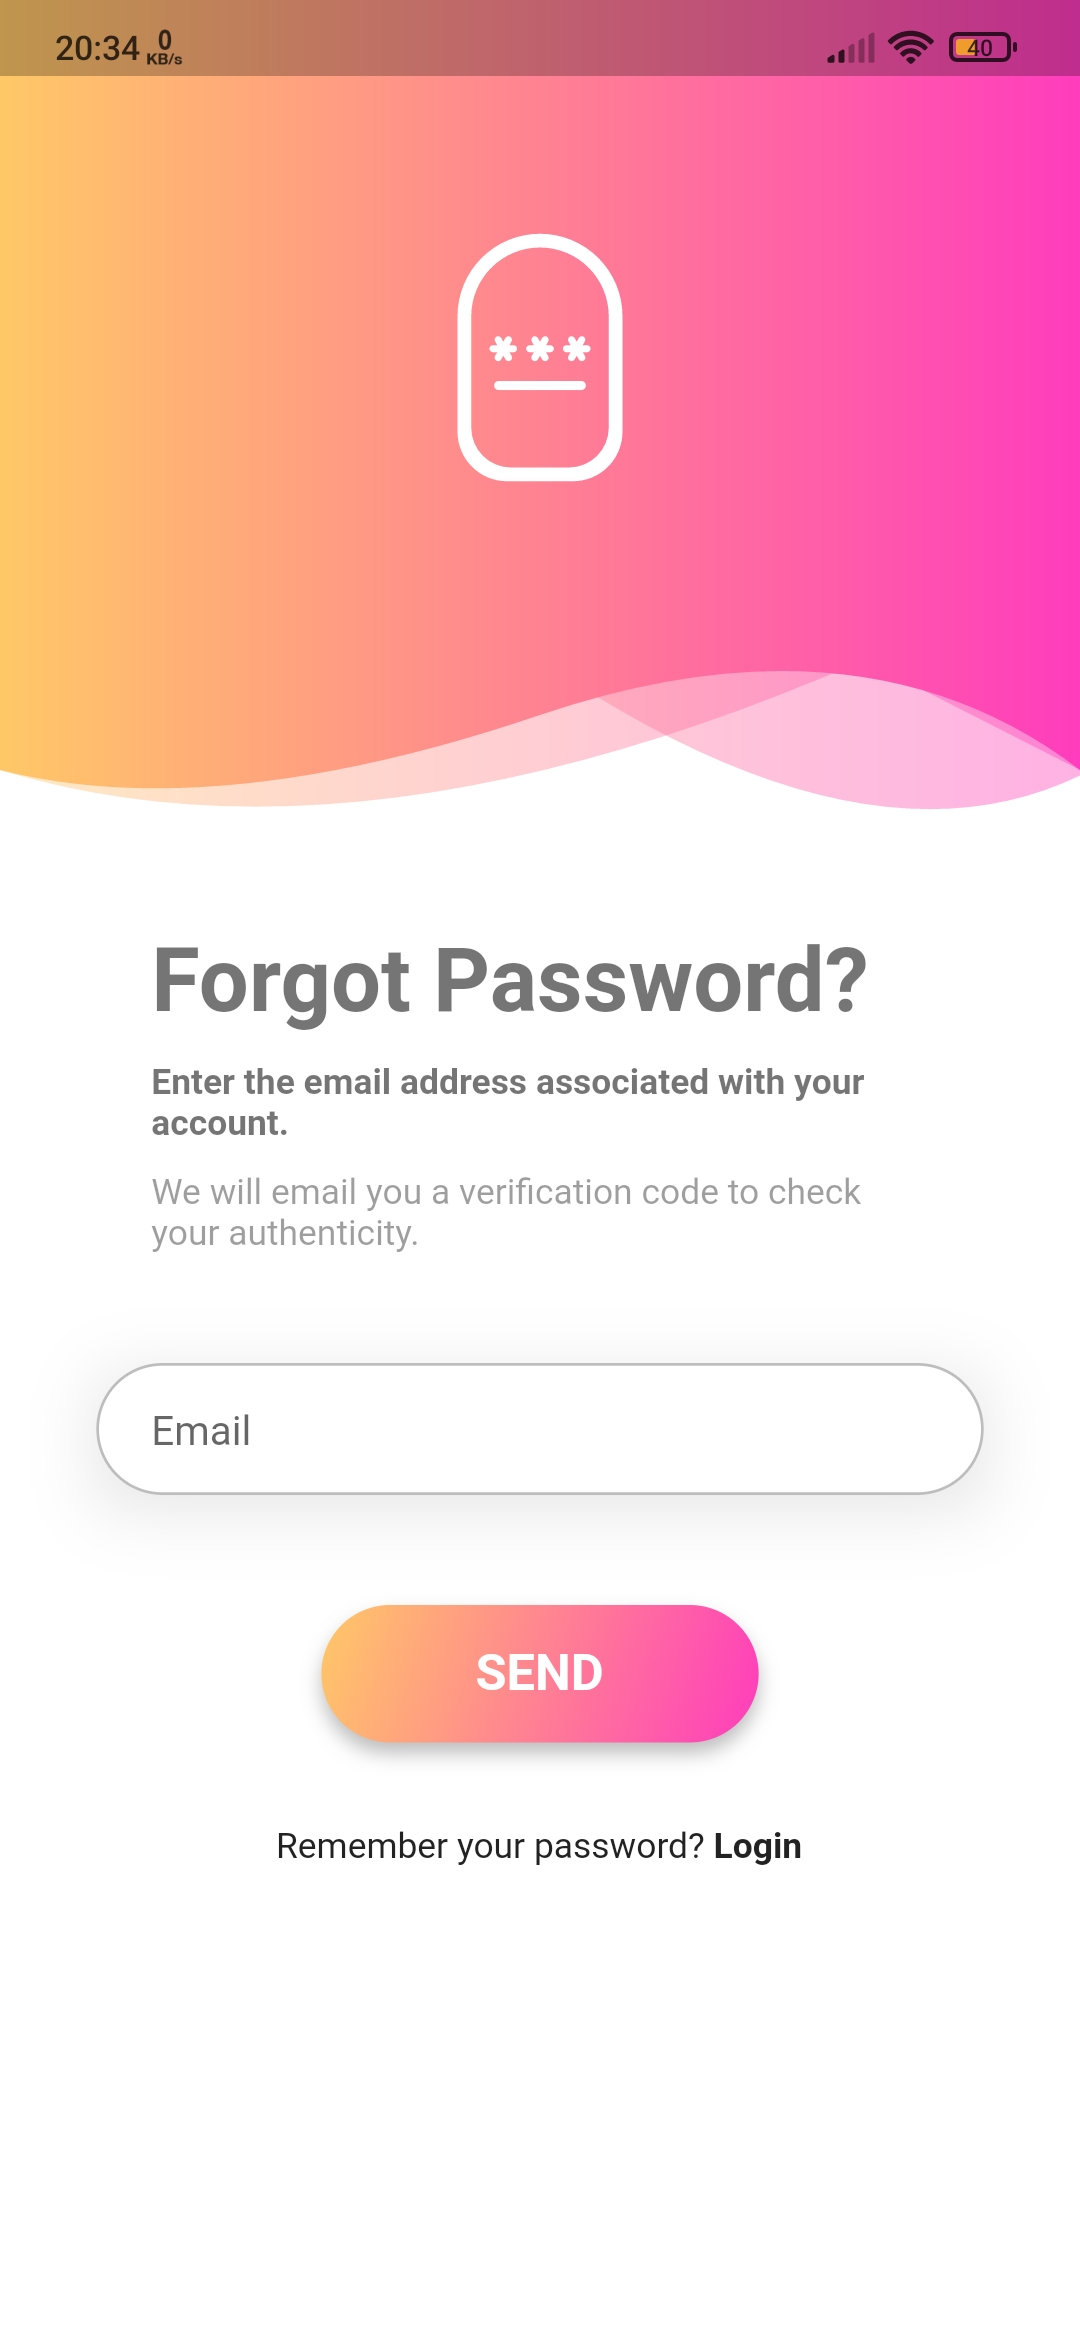 20:34 0 KB/s 40
***
Forgot Password?
Enter the email address associated with your
account.
We will email you a verification code to check
your authenticity.
Email
SEND
Remember your password? Login